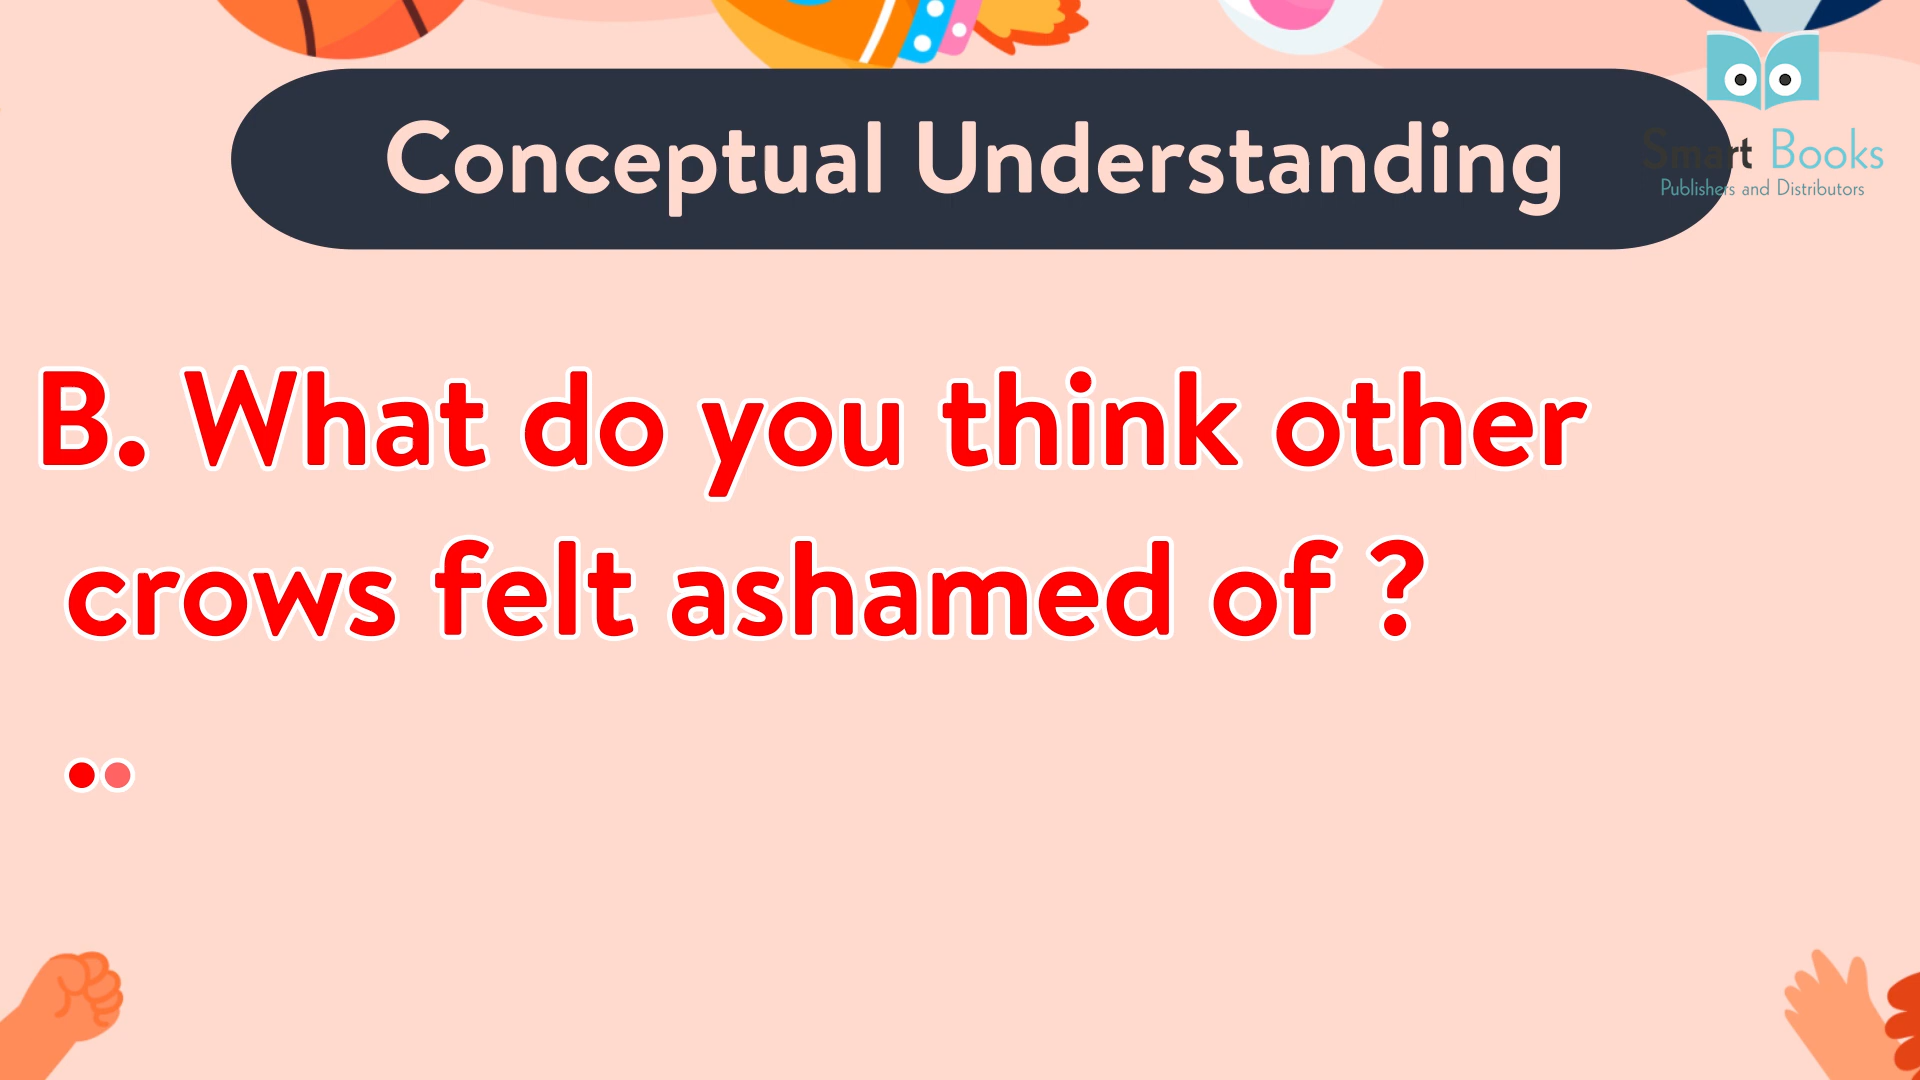 Conceptual Understanding
Smart Books
Publishers and Distributors
B. What do you think other
crows felt ashamed of ?
..